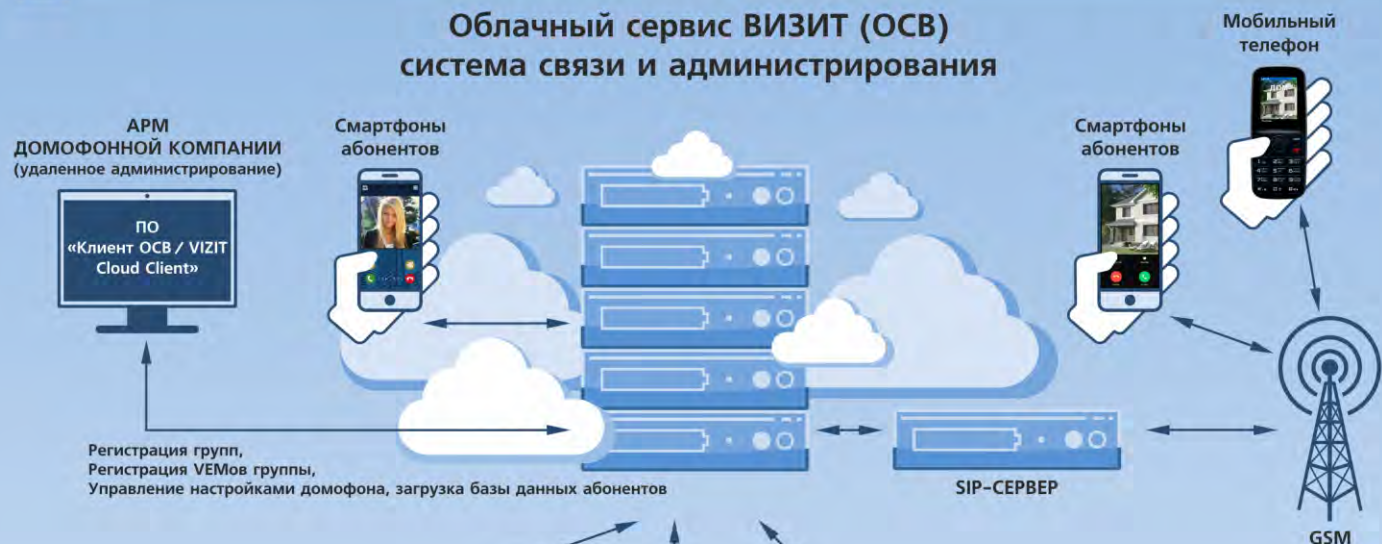 Облачный сервис ВИЗИТ (ОСВ)
система связи и администрирования
Мобильный
телефон
АРМ
ДОМОФОННОЙ КОМПАНИИ
(удаленное администрирование)
Смартфоны
абонентов
Смартфоны
абонентов
ПО
«Клиент ОСВ / VIZIT
Cloud Client»
Регистрация групп,
Регистрация VEMов группы,
Управление настройками домофона, загрузка базы данных абонентов
SIP-СЕРВЕР
GSM